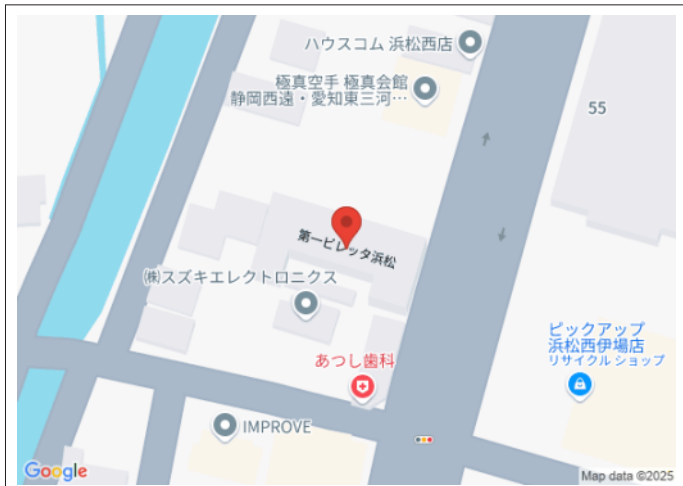 ハウスコム 浜松西店
極真空手 極真会館
静岡西遠・愛知東三河…
55
第一ビレッタ浜松
㈱スズキエレクトロニクス
ピックアップ
浜松西伊場店
リサイクル ショップ
あつし歯科
IMPROVE
Google
Map data ©2025